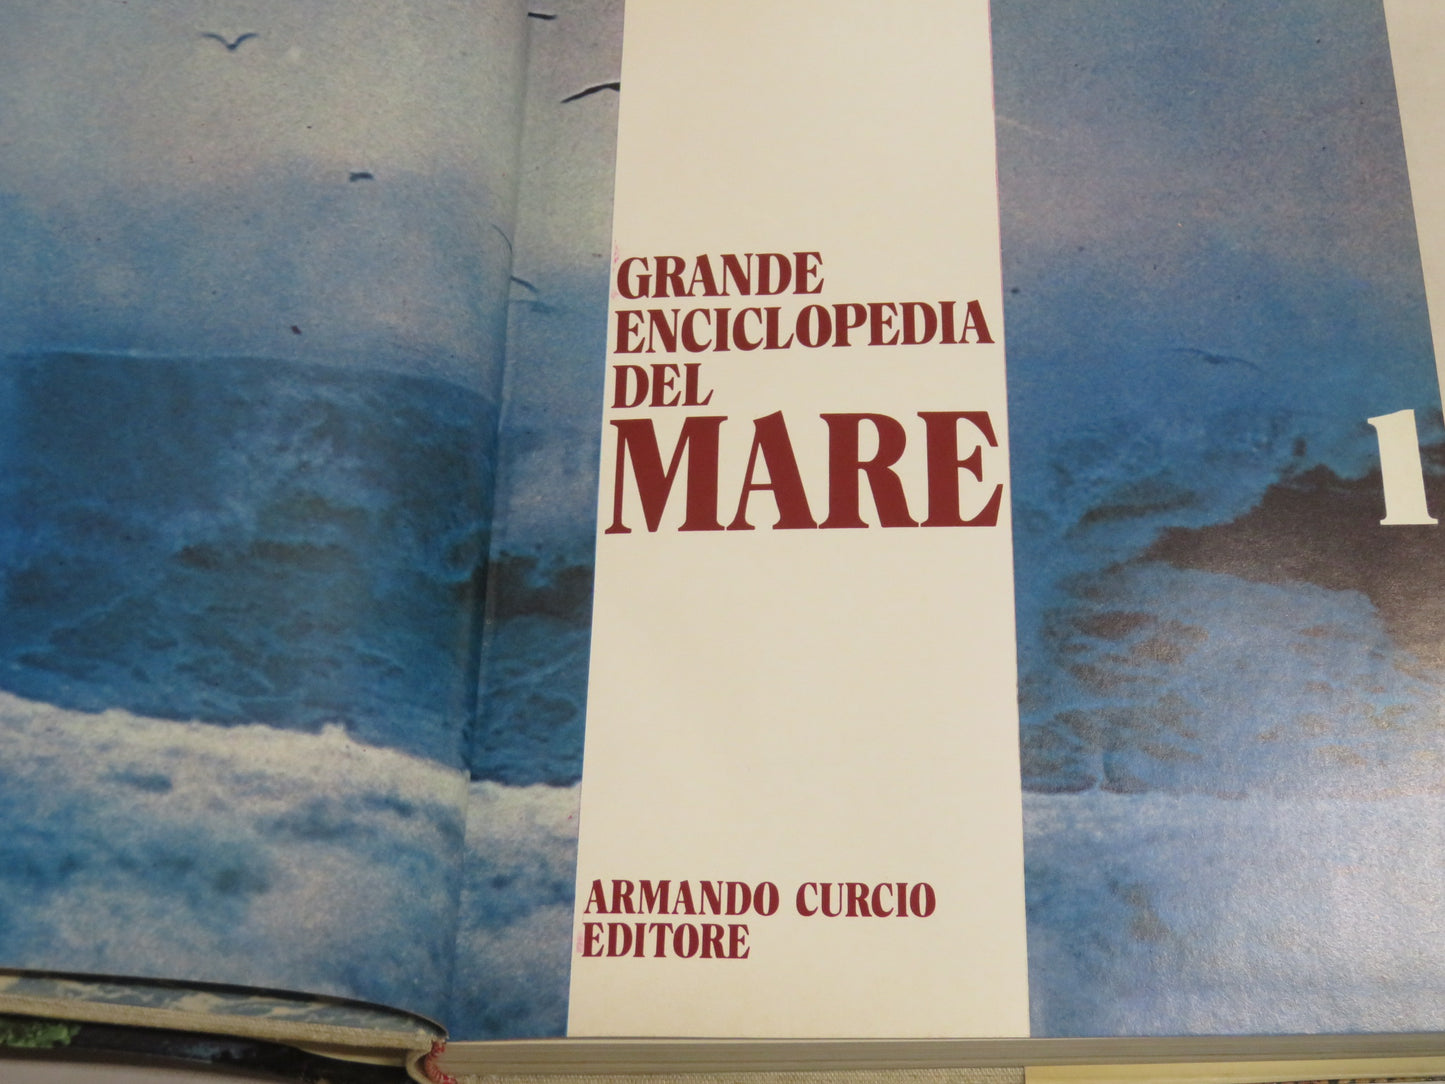 GRANDE
ENCICLOPEDIA
DEL
MARE
1
ARMANDO CURCIO
EDITORE